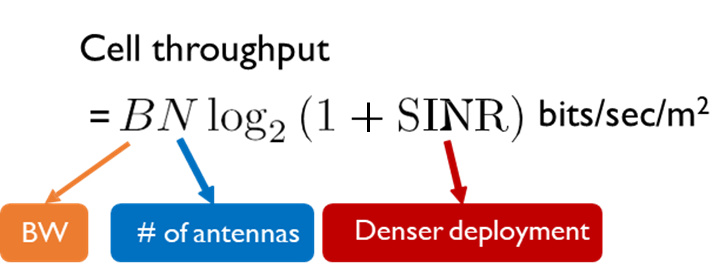 Cell throughput
= BN log₂ (1 + SINR) bits/sec/m²
BW
# of antennas
Denser deployment